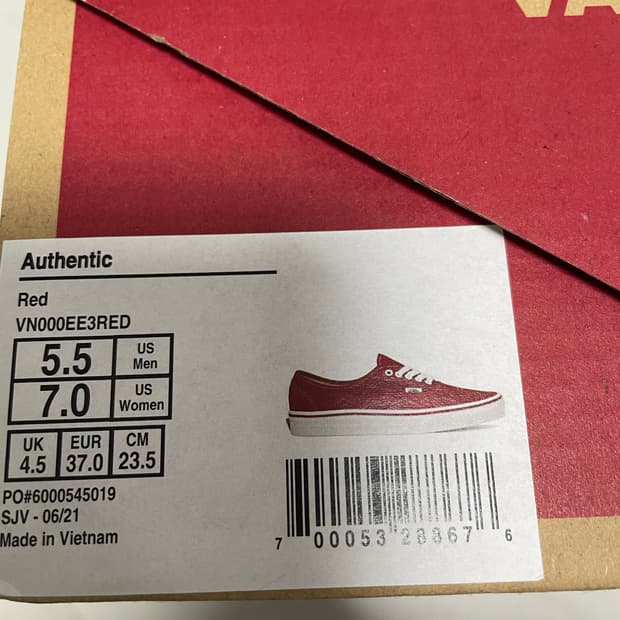 VA
Authentic
Red
VN000EE3RED
5.5 US Men
7.0 US Women
UK 4.5 EUR 37.0 CM 23.5
PO#6000545019
SJV - 06/21
Made in Vietnam
7 00053 28867 6